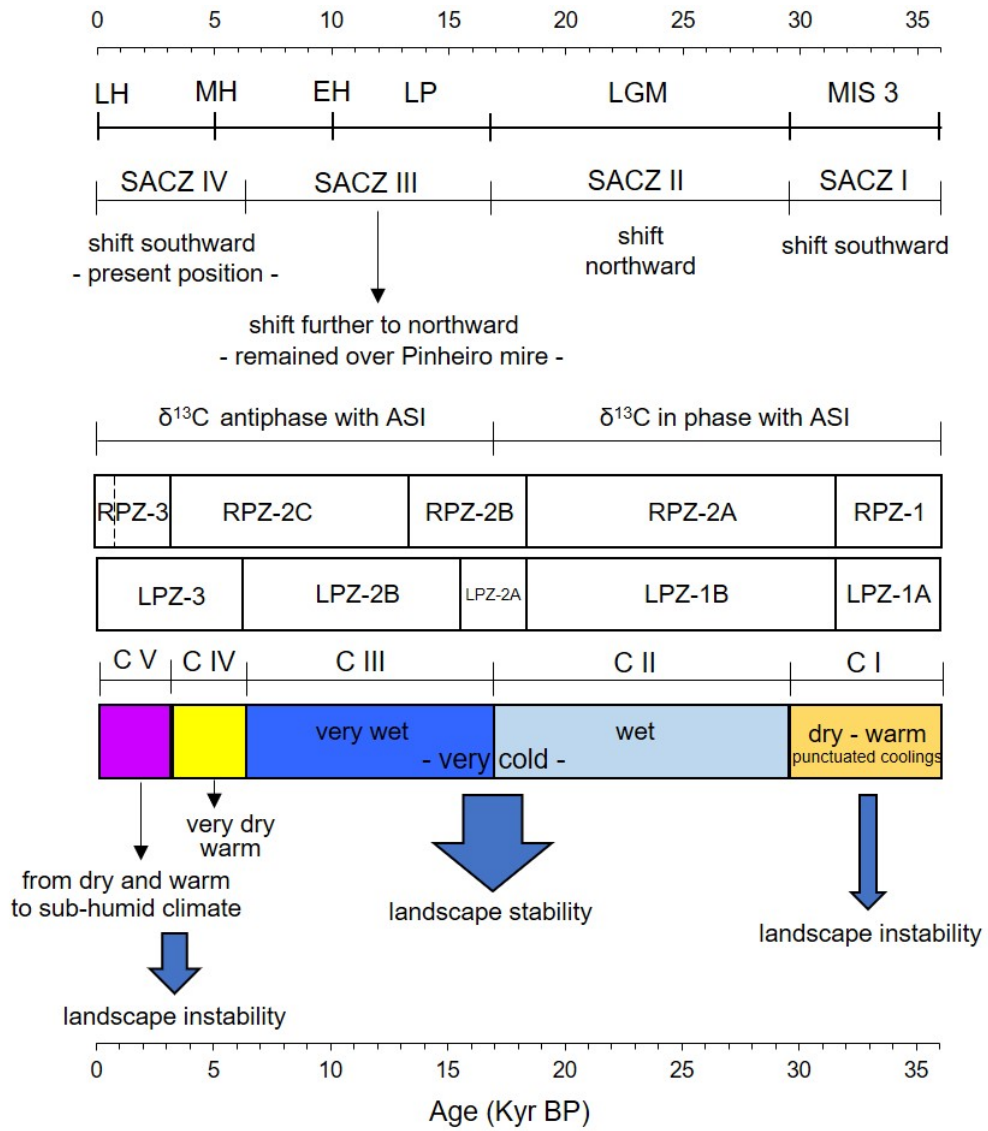 0 5 10 15 20 25 30 35
LH MH EH LP LGM MIS 3
SACZ IV SACZ III SACZ II SACZ I
shift southward
- present position -
shift
northward
shift southward
shift further to northward
- remained over Pinheiro mire -
δ¹³C antiphase with ASI δ¹³C in phase with ASI
RPZ-3 RPZ-2C RPZ-2B RPZ-2A RPZ-1
LPZ-3 LPZ-2B LPZ-2A LPZ-1B LPZ-1A
C V C IV C III C II C I
very wet wet dry - warm
- very cold - punctuated coolings
very dry
warm
from dry and warm
to sub-humid climate
landscape stability
landscape instability
landscape instability
0 5 10 15 20 25 30 35
Age (Kyr BP)